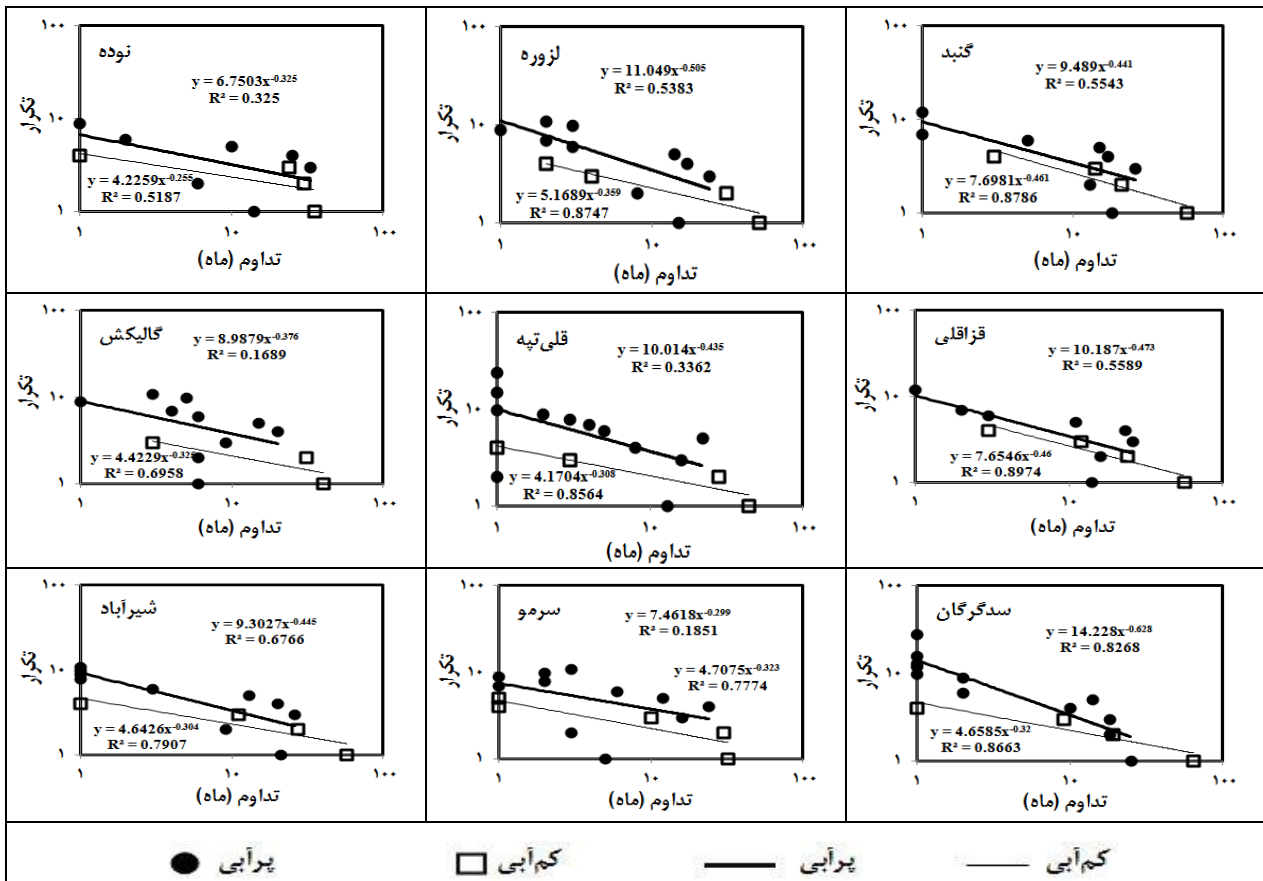 ۱۰۰
گنبد
y = 9.489x^-0.441
R² = 0.5543
تکرار
۱۰
y = 7.6981x^-0.461
R² = 0.8786
۱
۱ ۱۰ ۱۰۰
تداوم (ماه)
۱۰۰
لزوره
y = 11.049x^-0.505
R² = 0.5383
تکرار
۱۰
y = 5.1689x^-0.359
R² = 0.8747
۱
۱ ۱۰ ۱۰۰
تداوم (ماه)
۱۰۰
نوده
y = 6.7503x^-0.325
R² = 0.325
تکرار
۱۰
y = 4.2259x^-0.255
R² = 0.5187
۱
۱ ۱۰ ۱۰۰
تداوم (ماه)
۱۰۰
قزاقلی
y = 10.187x^-0.473
R² = 0.5589
تکرار
۱۰
y = 7.6546x^-0.46
R² = 0.8974
۱
۱ ۱۰ ۱۰۰
تداوم (ماه)
۱۰۰
قلی‌تپه
y = 10.014x^-0.435
R² = 0.3362
تکرار
۱۰
y = 4.1704x^-0.308
R² = 0.8564
۱
۱ ۱۰ ۱۰۰
تداوم (ماه)
۱۰۰
گالیکش
y = 8.9879x^-0.376
R² = 0.1689
تکرار
۱۰
y = 4.4229x^-0.325
R² = 0.6958
۱
۱ ۱۰ ۱۰۰
تداوم (ماه)
۱۰۰
سدگرگان
y = 14.228x^-0.628
R² = 0.8268
تکرار
۱۰
y = 4.6585x^-0.32
R² = 0.8663
۱
۱ ۱۰ ۱۰۰
تداوم (ماه)
۱۰۰
سرمو
y = 7.4618x^-0.299
R² = 0.1851
تکرار
۱۰
y = 4.7075x^-0.323
R² = 0.7774
۱
۱ ۱۰ ۱۰۰
تداوم (ماه)
۱۰۰
شیرآباد
y = 9.3027x^-0.445
R² = 0.6766
تکرار
۱۰
y = 4.6426x^-0.304
R² = 0.7907
۱
۱ ۱۰ ۱۰۰
تداوم (ماه)
کم‌آبی پرآبی کم‌آبی پرآبی